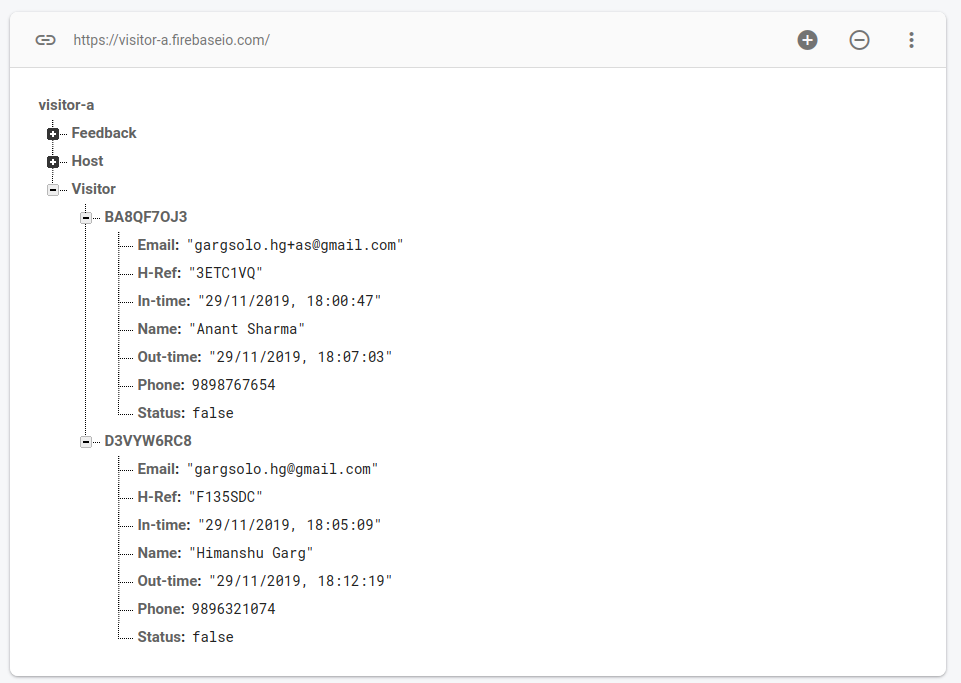 https://visitor-a.firebaseio.com/
visitor-a
Feedback
Host
Visitor
BA8QF7OJ3
Email: "gargsolo.hg+as@gmail.com"
H-Ref: "3ETC1VQ"
In-time: "29/11/2019, 18:00:47"
Name: "Anant Sharma"
Out-time: "29/11/2019, 18:07:03"
Phone: 9898767654
Status: false
D3VYW6RC8
Email: "gargsolo.hg@gmail.com"
H-Ref: "F135SDC"
In-time: "29/11/2019, 18:05:09"
Name: "Himanshu Garg"
Out-time: "29/11/2019, 18:12:19"
Phone: 9896321074
Status: false